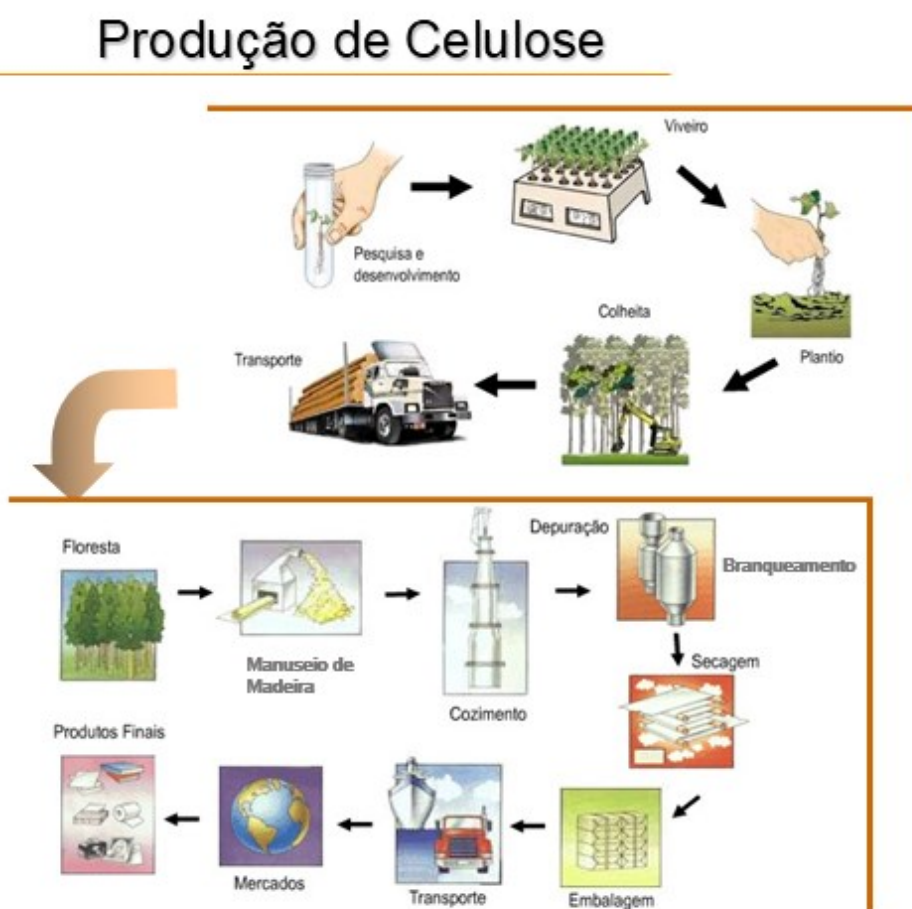 Produção de Celulose
Viveiro
Pesquisa e
desenvolvimento
Plantio
Colheita
Transporte
Floresta
Manuseio de
Madeira
Cozimento
Depuração
Branqueamento
Secagem
Embalagem
Transporte
Mercados
Produtos Finais